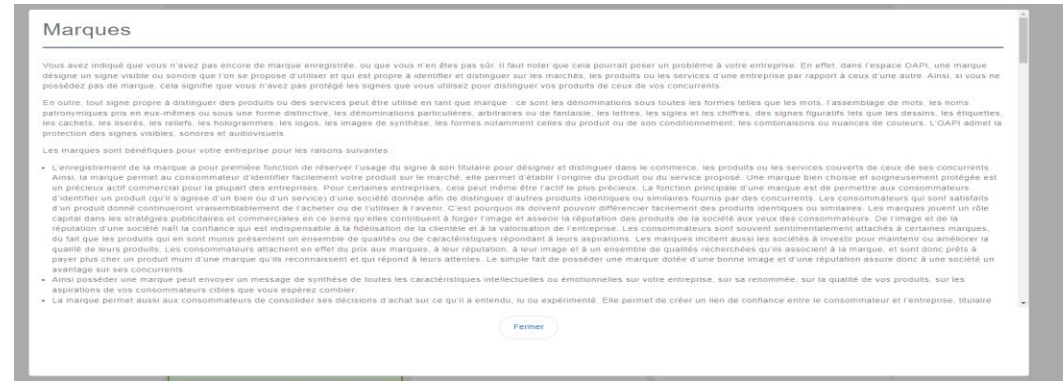 Marques
Vous avez indiqué que vous n'avez pas encore de marque enregistrée, ou que vous n'en êtes pas sûr. Il faut noter que cela pourrait poser un problème à votre entreprise. En effet, dans l'espace OAPI, une marque
désigne un signe visible ou sonore que l'on se propose d'utiliser et qui est propre à identifier et distinguer sur les marchés, les produits ou les services d'une entreprise par rapport à ceux d'une autre. Ainsi, si vous ne
possédez pas de marque, cela signifie que vous n'avez pas protégé les signes que vous utilisez pour distinguer vos produits de ceux de vos concurrents.
En outre, tout signe propre à distinguer des produits ou des services peut être utilisé en tant que marque : ce sont les dénominations sous toutes les formes telles que les mots, l'assemblage de mots, les noms
patronymiques pris en eux-mêmes ou sous une forme distinctive, les dénominations particulières, arbitraires ou de fantaisie, les lettres, les sigles et les chiffres, des signes figuratifs tels que les dessins, les étiquettes,
les cachets, les liserés, les reliefs, les hologrammes, les logos, les images de synthèse, les formes notamment celles du produit ou de son conditionnement, les combinaisons ou nuances de couleurs. L'OAPI admet la
protection des signes visibles, sonores et audiovisuels.
Les marques sont bénéfiques pour votre entreprise pour les raisons suivantes :
• L'enregistrement de la marque a pour première fonction de réserver l'usage du signe à son titulaire pour désigner et distinguer dans le commerce, les produits ou les services couverts de ceux de ses concurrents.
Ainsi, la marque permet au consommateur d'identifier facilement votre produit sur le marché; elle permet d'établir l'origine du produit ou du service proposé. Une marque bien choisie et soigneusement protégée est
un précieux actif commercial pour la plupart des entreprises. Pour certaines entreprises, cela peut même être l'actif le plus précieux. La fonction principale d'une marque est de permettre aux consommateurs
d'identifier un produit (qu'il s'agisse d'un bien ou d'un service) d'une société donnée afin de distinguer d'autres produits identiques ou similaires fournis par des concurrents. Les consommateurs qui sont satisfaits
d'un produit donné continueront vraisemblablement de l'acheter ou de l'utiliser à l'avenir. C'est pourquoi ils doivent pouvoir différencier facilement des produits identiques ou similaires. Les marques jouent un rôle
capital dans les stratégies publicitaires et commerciales en ce sens qu'elles contribuent à forger l'image et asseoir la réputation des produits de la société aux yeux des consommateurs. De l'image et de la
réputation d'une société naît la confiance qui est indispensable à la fidélisation de la clientèle et à la valorisation de l'entreprise. Les consommateurs sont souvent sentimentalement attachés à certaines marques,
du fait que les produits qui en sont munis présentent un ensemble de qualités ou de caractéristiques répondant à leurs aspirations. Les marques incitent aussi les sociétés à investir pour maintenir ou améliorer la
qualité de leurs produits. Les consommateurs attachent en effet du prix aux marques, à leur réputation, à leur image et à un ensemble de qualités recherchées qu'ils associent à la marque, et sont donc prêts à
payer plus cher un produit muni d'une marque qu'ils reconnaissent et qui répond à leurs attentes. Le simple fait de posséder une marque dotée d'une bonne image et d'une réputation assure donc à une société un
avantage sur ses concurrents.
• Ainsi posséder une marque peut envoyer un message de synthèse de toutes les caractéristiques intellectuelles ou émotionnelles sur votre entreprise, sur sa renommée, sur la qualité de vos produits, sur les
aspirations de vos consommateurs cibles que vous espérez combler.
• La marque permet aussi aux consommateurs de consolider ses décisions d'achat sur ce qu'il a entendu, lu ou expérimenté. Elle permet de créer un lien de confiance entre le consommateur et l'entreprise, titulaire
Fermer